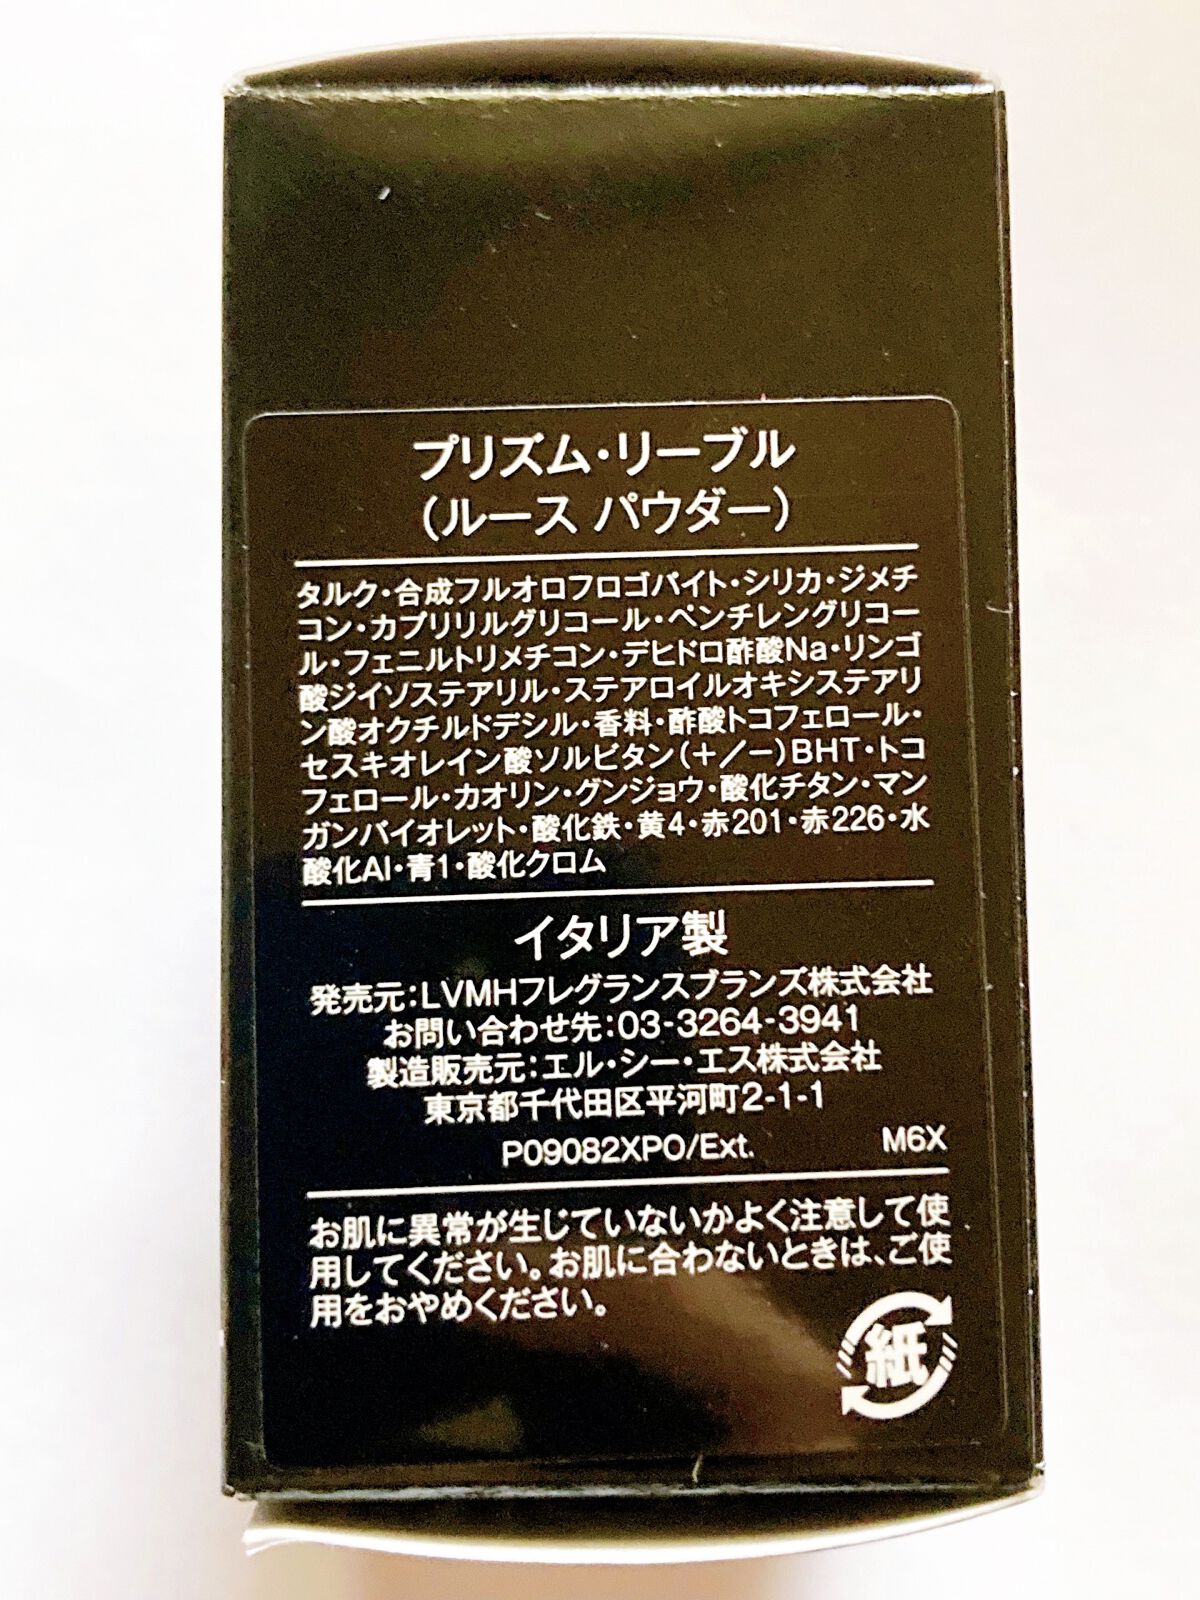 プリズム・リーブル
(ルース パウダー)
タルク・合成フルオロフロゴパイト・シリカ・ジメチ
コン・カプリリルグリコール・ペンチレングリコー
ル・フェニルトリメチコン・デヒドロ酢酸Na・リンゴ
酸ジイソステアリル・ステアロイルオキシステアリ
ン酸オクチルドデシル・香料・酢酸トコフェロール・
セスキオレイン酸ソルビタン(+/-)BHT・トコ
フェロール・カオリン・グンジョウ・酸化チタン・マン
ガンバイオレット・酸化鉄・黄4・赤201・赤226・水
酸化Al・青1・酸化クロム
イタリア製
発売元:LVMHフレグランスブランズ株式会社
お問い合わせ先:03-3264-3941
製造販売元:エル・シー・エス株式会社
東京都千代田区平河町2-1-1
P09082XPO/Ext. M6X
お肌に異常が生じていないかよく注意して使
用してください。お肌に合わないときは、ご使
用をおやめください。
紙